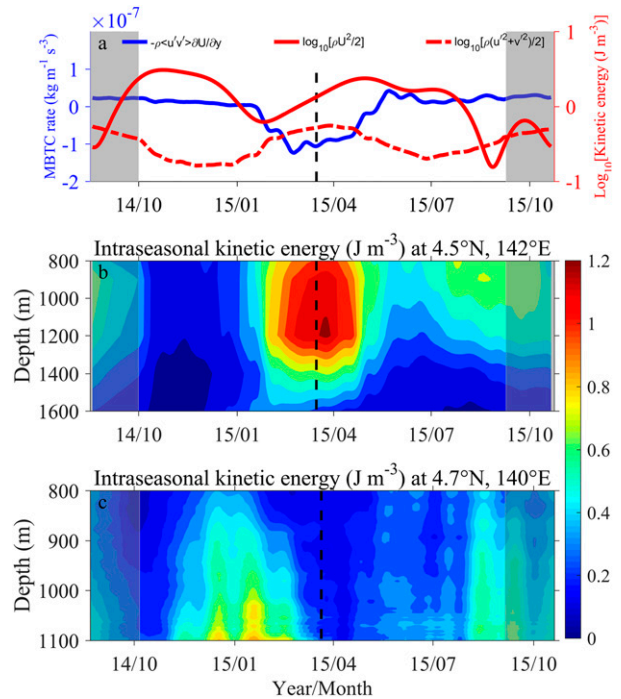 ×10⁻⁷
a
-ρ<u'v'>∂U/∂y
log₁₀[ρU²/2]
log₁₀[ρ(u'²+v'²)/2]
MBTC rate (kg m⁻¹ s⁻³)
1
0
-1
-2
1
0
-1
Log₁₀[Kinetic energy (J m⁻³)]
14/10 15/01 15/04 15/07 15/10
Intraseasonal kinetic energy (J m⁻³) at 4.5°N, 142°E
b
Depth (m)
800
1000
1200
1400
1600
14/10 15/01 15/04 15/07 15/10
1.2
1
0.8
0.6
0.4
0.2
0
Intraseasonal kinetic energy (J m⁻³) at 4.7°N, 140°E
c
Depth (m)
800
900
1000
1100
14/10 15/01 15/04 15/07 15/10
Year/Month